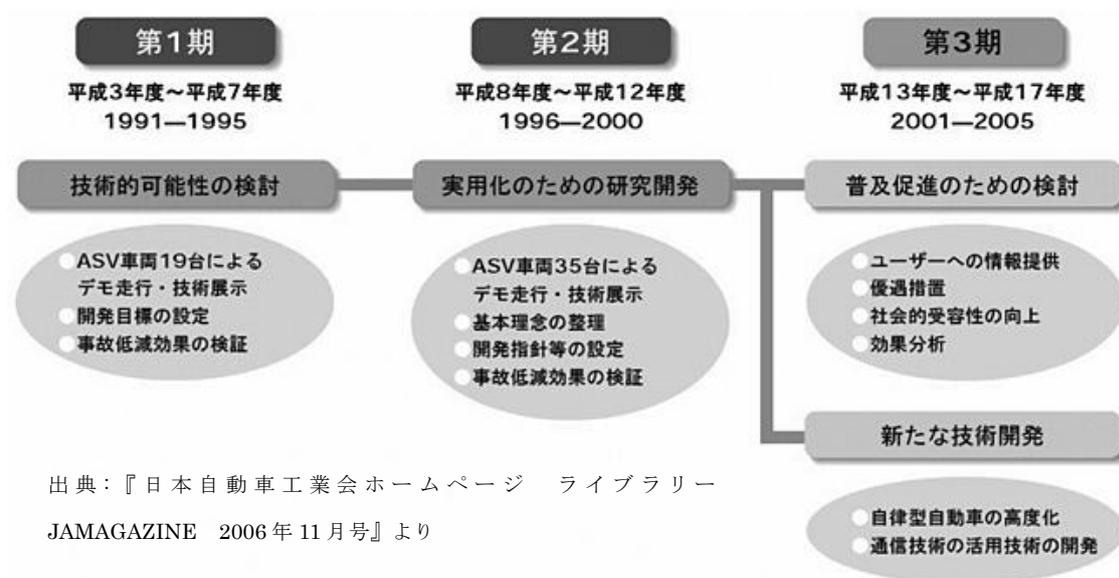 第1期
平成3年度～平成7年度
1991—1995
技術的可能性の検討
ASV車両19台による
デモ走行・技術展示
開発目標の設定
事故低減効果の検証
第2期
平成8年度～平成12年度
1996—2000
実用化のための研究開発
ASV車両35台による
デモ走行・技術展示
基本理念の整理
開発指針等の設定
事故低減効果の検証
第3期
平成13年度～平成17年度
2001—2005
普及促進のための検討
ユーザーへの情報提供
優遇措置
社会的受容性の向上
効果分析
新たな技術開発
自律型自動車の高度化
通信技術の活用技術の開発
出典：『日本自動車工業会ホームページ　ライブラリー
JAMAGAZINE　2006年11月号』より